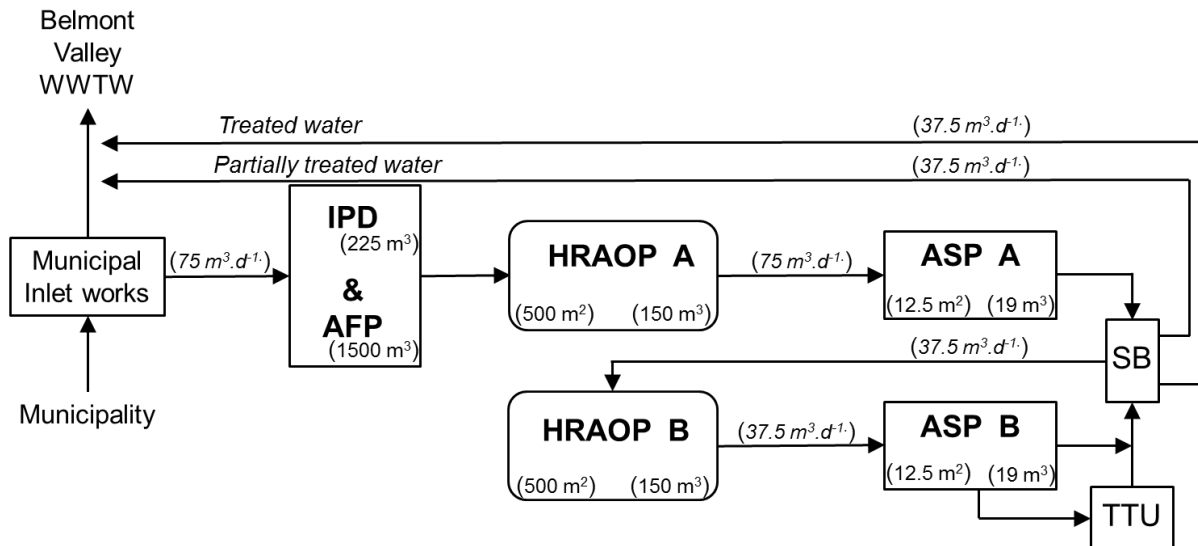 Belmont
Valley
WWTW
Treated water
(37.5 m³.d⁻¹·)
Partially treated water
(37.5 m³.d⁻¹·)
Municipal
Inlet works
(75 m³.d⁻¹·)
IPD
(225 m³)
&
AFP
(1500 m³)
HRAOP A
(500 m²) (150 m³)
(75 m³.d⁻¹·)
ASP A
(12.5 m²) (19 m³)
SB
(37.5 m³.d⁻¹·)
Municipality
HRAOP B
(500 m²) (150 m³)
(37.5 m³.d⁻¹·)
ASP B
(12.5 m²) (19 m³)
TTU